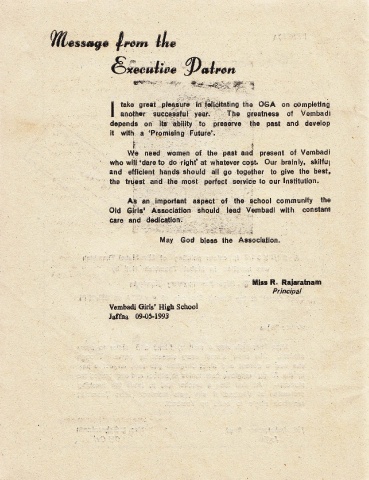 Message from the
Executive Patron
I take great pleasure in felicitating the OGA on completing
another successful year. The greatness of Vembadi
depends on its ability to preserve the past and develop
it with a 'Promising Future'.
We need women of the past and present of Vembadi
who will 'dare to do right' at whatever cost. Our brainly, skilful
and efficient hands should all go together to give the best,
the truest and the most perfect service to our Institution.
As an important aspect of the school community the
Old Girls' Association should lead Vembadi with constant
care and dedication.
May God bless the Association.
Miss R. Rajaratnam
Principal
Vembadi Girls' High School
Jaffna 09-05-1993